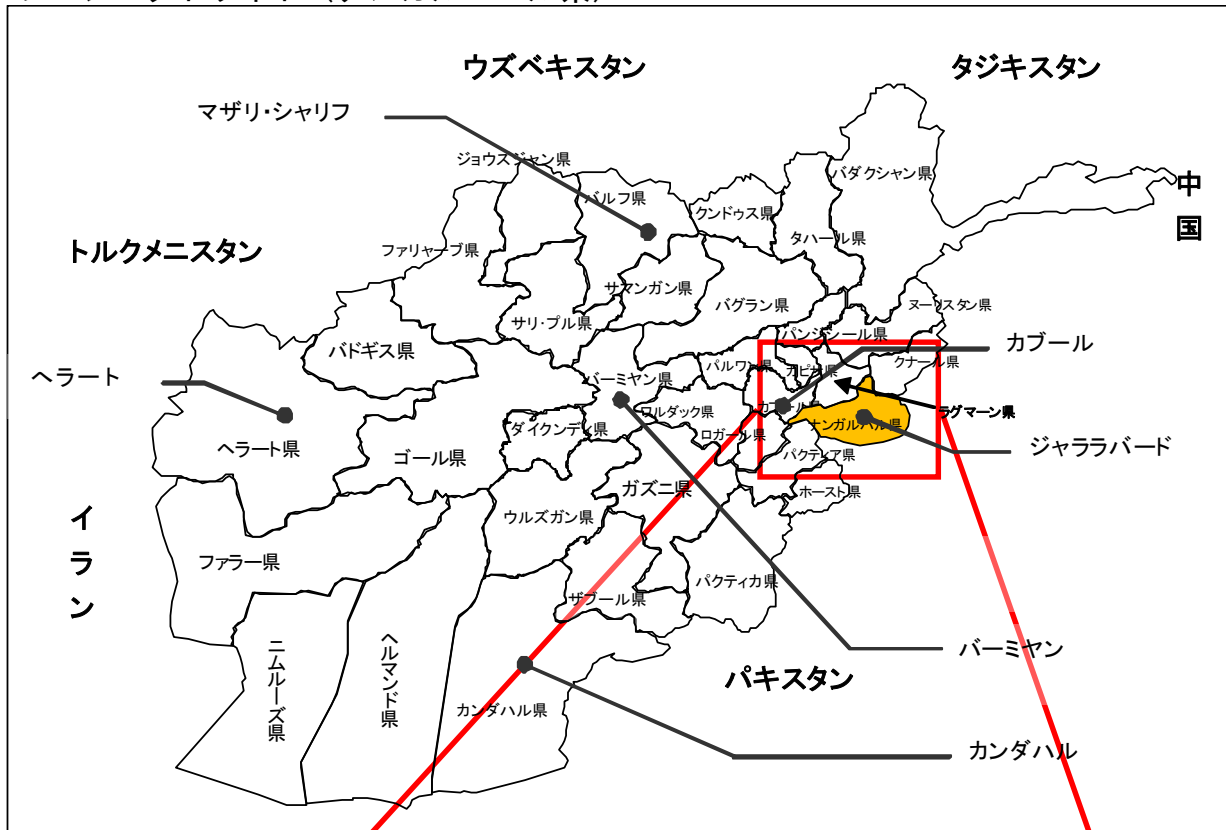 ウズベキスタン
タジキスタン
マザリ・シャリフ
ジョウズジャン県
バダクシャン県
中国
バルフ県
クンドゥス県
タハール県
トルクメニスタン
ファリャーブ県
サマンガン県
バグラン県
ヌーリスタン県
サリ・プル県
パンジシール県
バドギス県
カブール
クナール県
パルワン県
カピサ県
ヘラート
バーミヤン県
ワルダック県
ラグマーン県
ダイクンディ県
ロガール県
ナンガルハル県
ヘラート県
ゴール県
パクティア県
ジャララバード
ガズニ県
ホースト県
イラン
ウルズガン県
ファラー県
パクティカ県
ザブール県
ニムルーズ県
ヘルマンド県
バーミヤン
パキスタン
カンダハル県
カンダハル